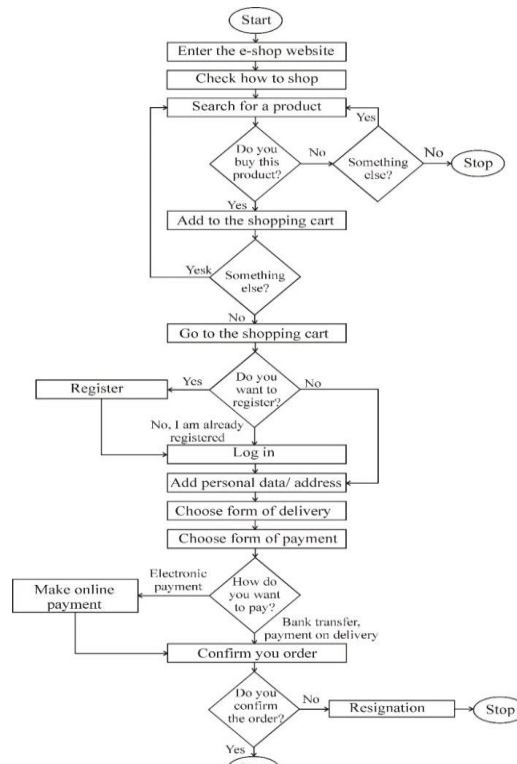 Start
Enter the e-shop website
Check how to shop
Search for a product
Yes
Do you
buy this
product?
No
Something
else?
No
Stop
Yes
Add to the shopping cart
Yesk
Something
else?
No
Go to the shopping cart
Register
Yes
Do you
want to
register?
No
No, I am already
registered
Log in
Add personal data/ address
Choose form of delivery
Choose form of payment
Make online
payment
Electronic
payment
How do
you want
to pay?
Bank transfer,
payment on delivery
Confirm you order
Do you
confirm
the order?
No
Resignation
Stop
Yes